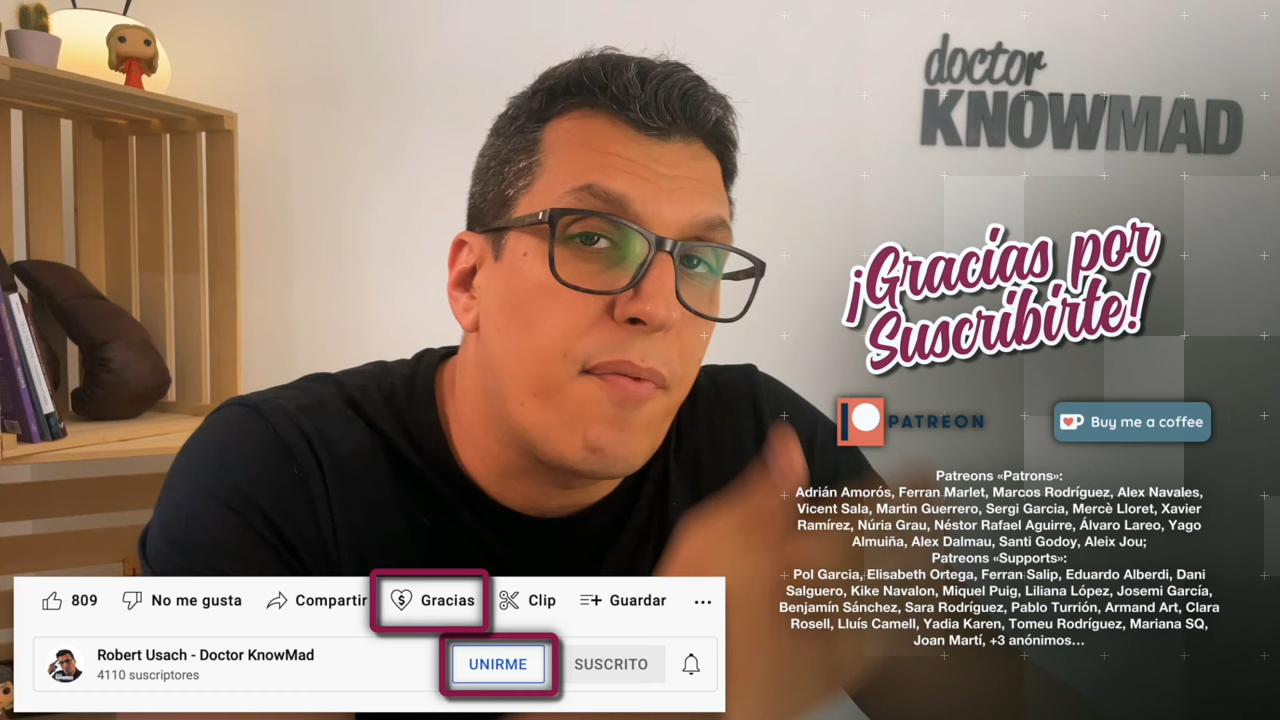 doctor
KNOWMAD
¡Gracias por
Suscribirte!
PATREON
Buy me a coffee
Patreons «Patrons»:
Adrián Amorós, Ferran Marlet, Marcos Rodríguez, Alex Navales,
Vicent Sala, Martin Guerrero, Sergi Garcia, Mercè Lloret, Xavier
Ramírez, Núria Grau, Néstor Rafael Aguirre, Álvaro Lareo, Yago
Almuiña, Alex Dalmau, Santi Godoy, Aleix Jou;
Patreons «Supports»:
Pol Garcia, Elisabeth Ortega, Ferran Salip, Eduardo Alberdi, Dani
Salguero, Kike Navalon, Miquel Puig, Liliana López, Josemi García,
Benjamín Sánchez, Sara Rodríguez, Pablo Turrión, Armand Art, Clara
Rosell, Lluís Camell, Yadia Karen, Tomeu Rodríguez, Mariana SQ,
Joan Martí, +3 anónimos...
809 No me gusta Compartir Gracias Clip Guardar ...
Robert Usach - Doctor KnowMad
4110 suscriptores
UNIRME SUSCRITO